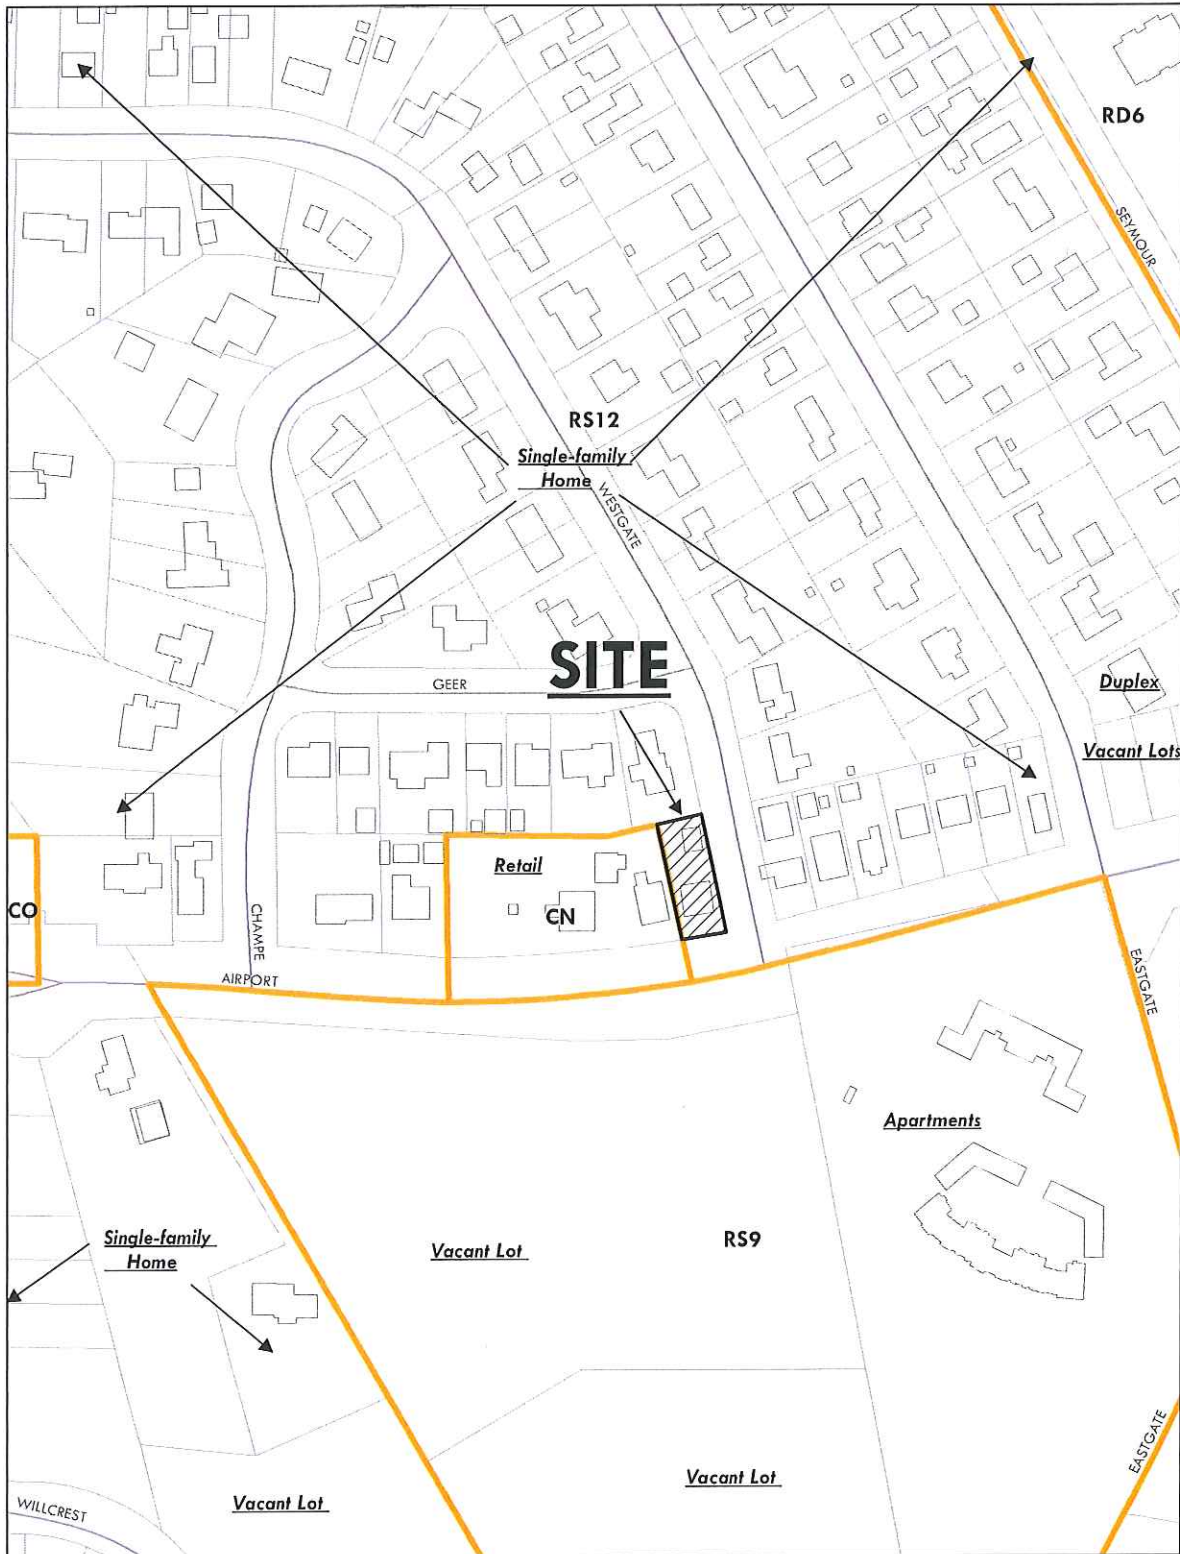 RD6
SEYMOUR
RS12
Single-family
Home
WESTGATE
SITE
GEER
Duplex
Vacant Lots
Retail
CO
CN
CHAMPE
AIRPORT
EASTGATE
Apartments
Single-family
Home
Vacant Lot
RS9
EASTGATE
Vacant Lot
Vacant Lot
WILLCREST